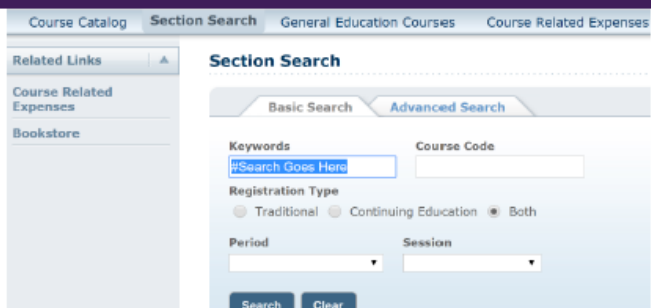 Course Catalog Section Search General Education Courses Course Related Expenses
Related Links
Section Search
Course Related
Expenses
Bookstore
Basic Search Advanced Search
Keywords Course Code
#Search Goes Here
Registration Type
Traditional Continuing Education Both
Period Session
Search Clear